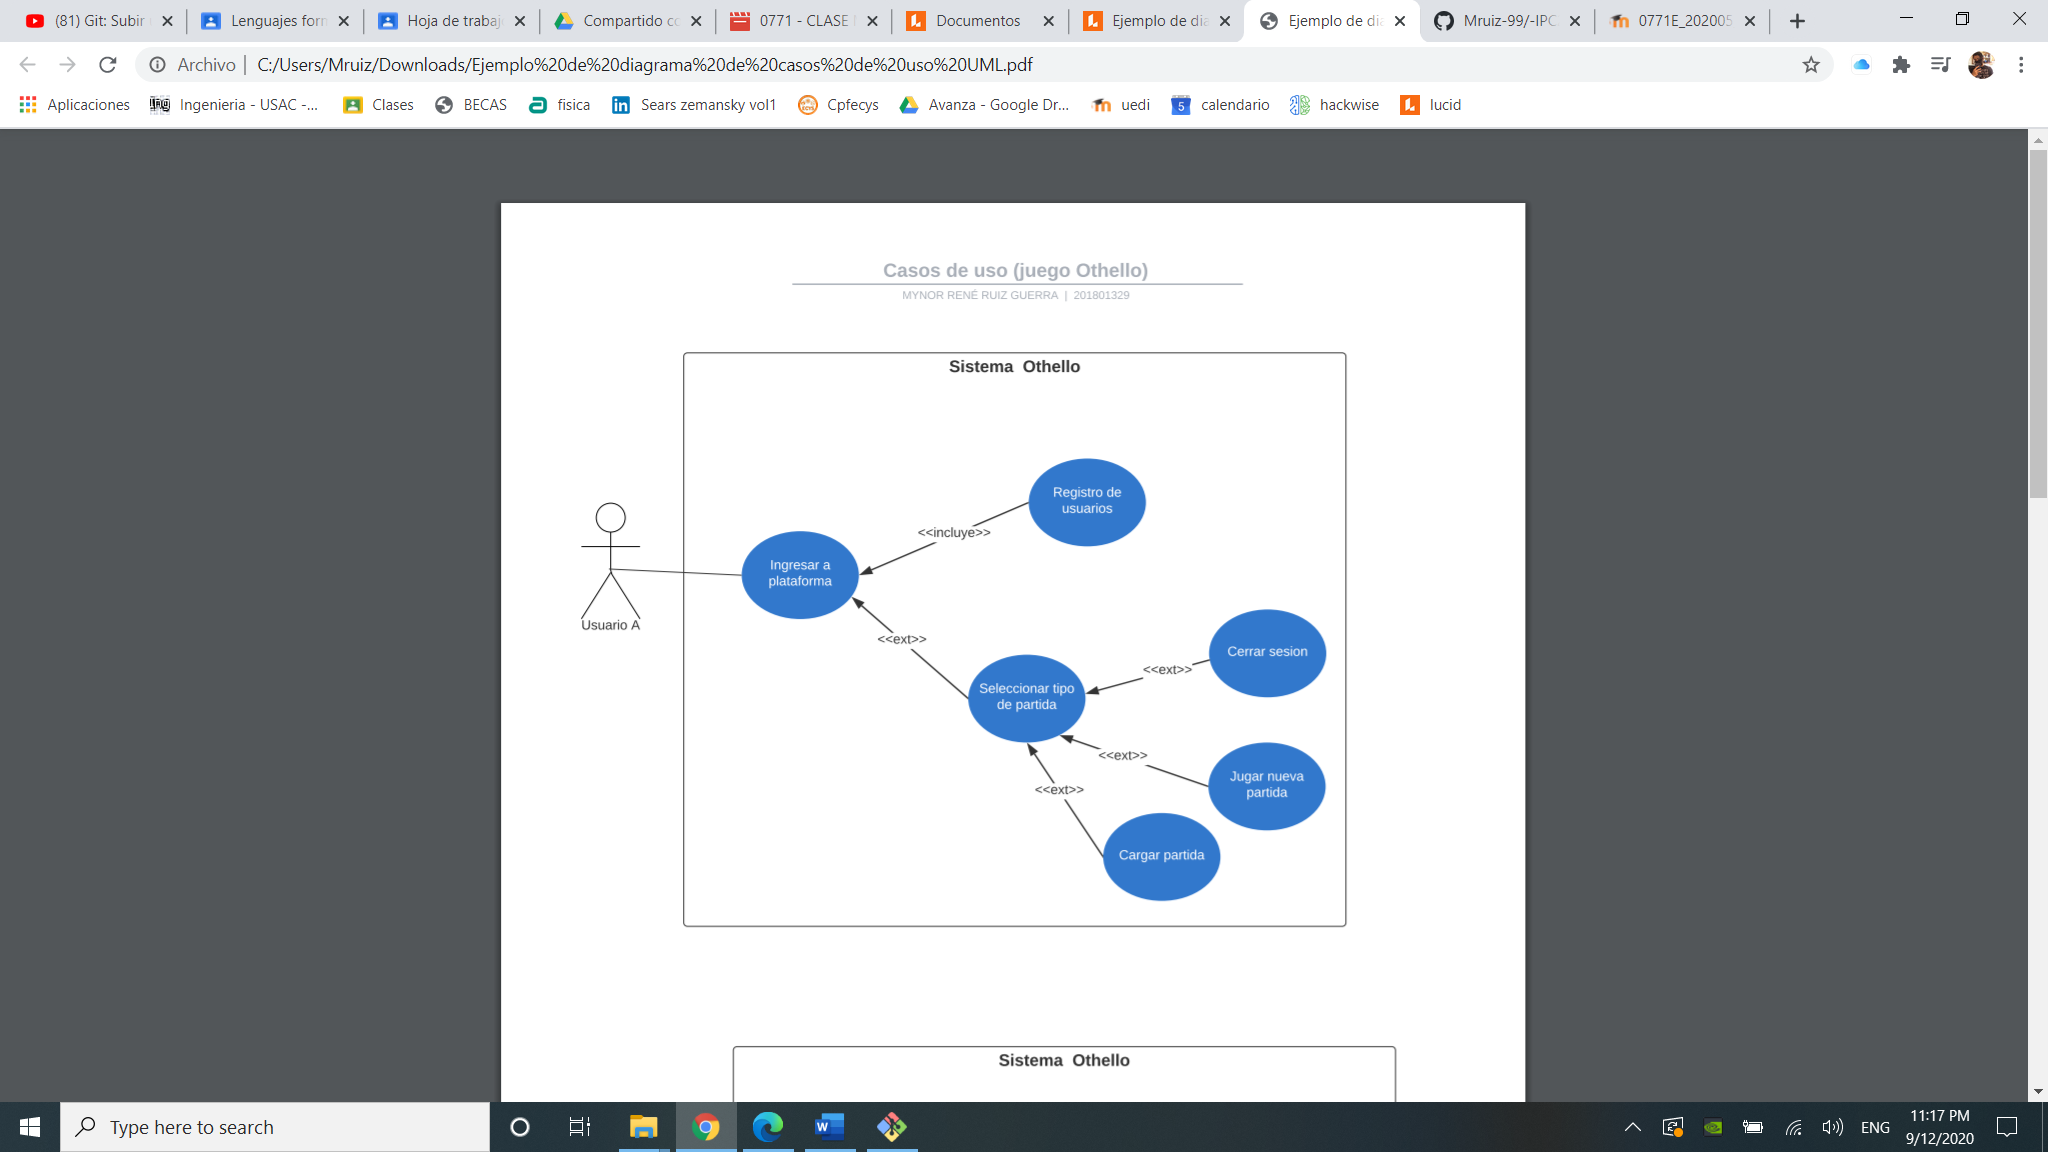 (81) Git: Subir
Lenguajes forn
Hoja de trabaj
Compartido co
0771 - CLASE
Documentos
Ejemplo de dia
Ejemplo de dia
Mruiz-99/-IPC
0771E_202005
Archivo | C:/Users/Mruiz/Downloads/Ejemplo%20de%20diagrama%20de%20casos%20de%20uso%20UML.pdf
Aplicaciones
Ingenieria - USAC -...
Clases
BECAS
fisica
Sears zemansky vol1
Cpfecys
Avanza - Google Dr...
uedi
calendario
hackwise
lucid
Casos de uso (juego Othello)
MYNOR RENÉ RUIZ GUERRA | 201801329
Sistema Othello
Registro de
usuarios
<<incluye>>
Ingresar a
plataforma
Usuario A
<<ext>>
Cerrar sesion
<<ext>>
Seleccionar tipo
de partida
<<ext>>
Jugar nueva
partida
<<ext>>
Cargar partida
Sistema Othello
Type here to search
ENG
11:17 PM
9/12/2020